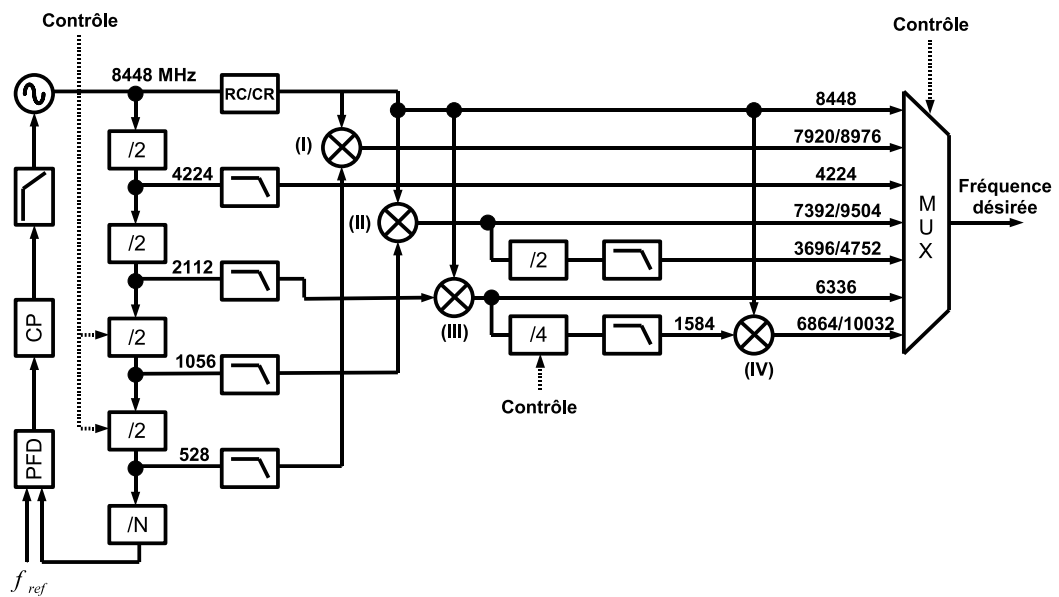 Contrôle
Contrôle
8448 MHz
RC/CR
8448
(I)
7920/8976
/2
4224
4224
M
U
X
Fréquence
désirée
(II)
7392/9504
/2
/2
3696/4752
2112
6336
CP
(III)
/2
/4
1584
6864/10032
(IV)
1056
Contrôle
/2
PFD
528
/N
f ref